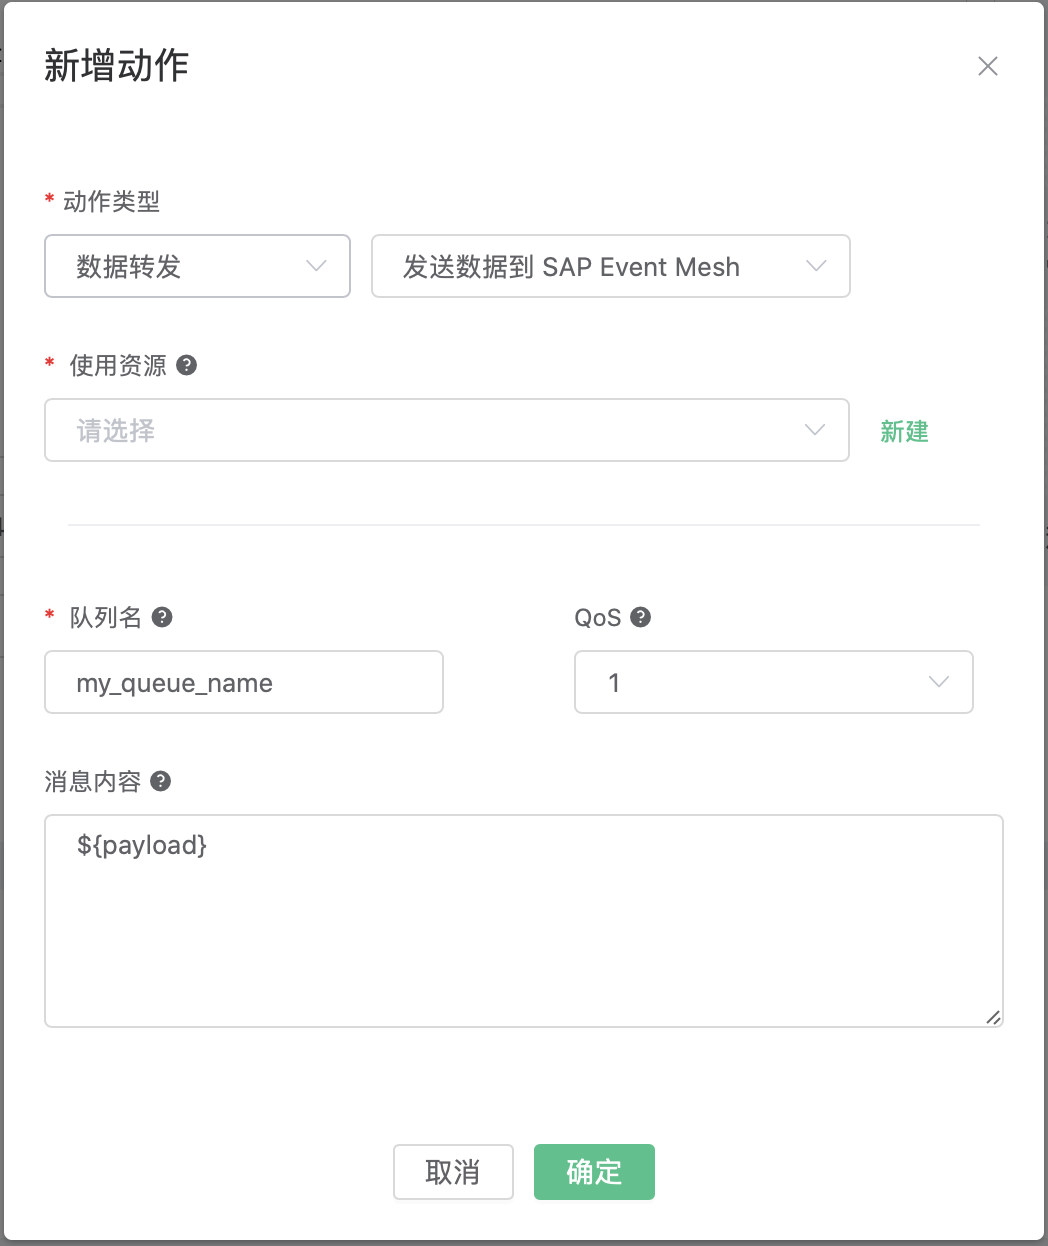 新增动作
* 动作类型
数据转发
发送数据到 SAP Event Mesh
* 使用资源 ?
请选择
新建
* 队列名 ?
QoS ?
my_queue_name
1
消息内容 ?
${payload}
取消
确定